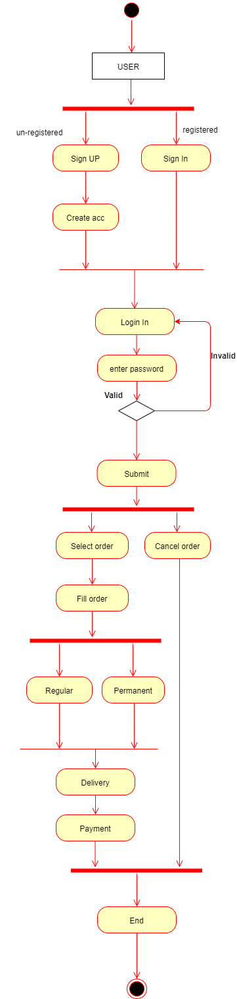 USER
un-registered
registered
Sign UP
Sign In
Create acc
Login In
Invalid
enter password
Valid
Submit
Select order
Cancel order
Fill order
Regular
Permanent
Delivery
Payment
End